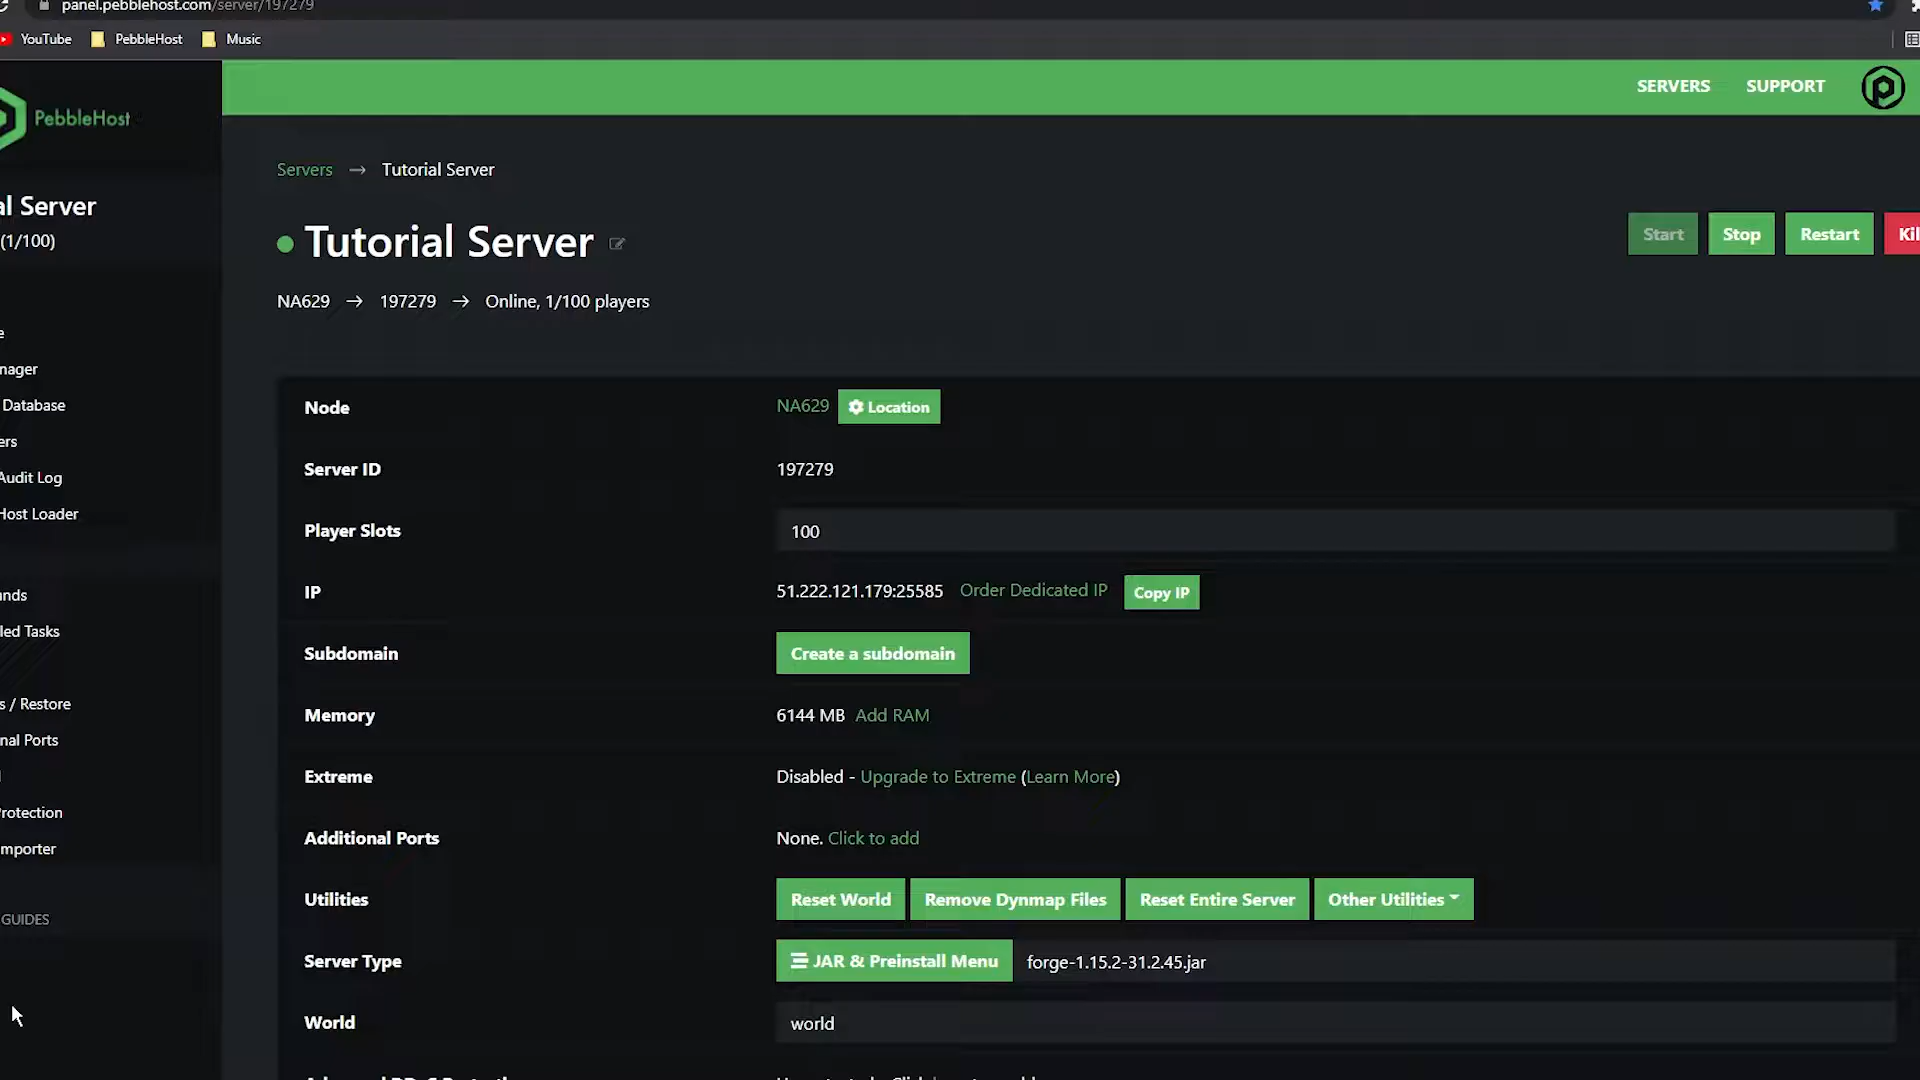 panel.pebblehost.com/server/197279
YouTube PebbleHost Music
SERVERS SUPPORT
PebbleHost
Servers → Tutorial Server
al Server
(1/100)
Tutorial Server
Start Stop Restart Kil
NA629 → 197279 → Online, 1/100 players
e
nager
Database
ers
Audit Log
Host Loader
ands
led Tasks
s / Restore
nal Ports
Protection
mporter
GUIDES
Node NA629 Location
Server ID 197279
Player Slots 100
IP 51.222.121.179:25585 Order Dedicated IP Copy IP
Subdomain Create a subdomain
Memory 6144 MB Add RAM
Extreme Disabled - Upgrade to Extreme (Learn More)
Additional Ports None. Click to add
Utilities Reset World Remove Dynmap Files Reset Entire Server Other Utilities
Server Type JAR & Preinstall Menu forge-1.15.2-31.2.45.jar
World world